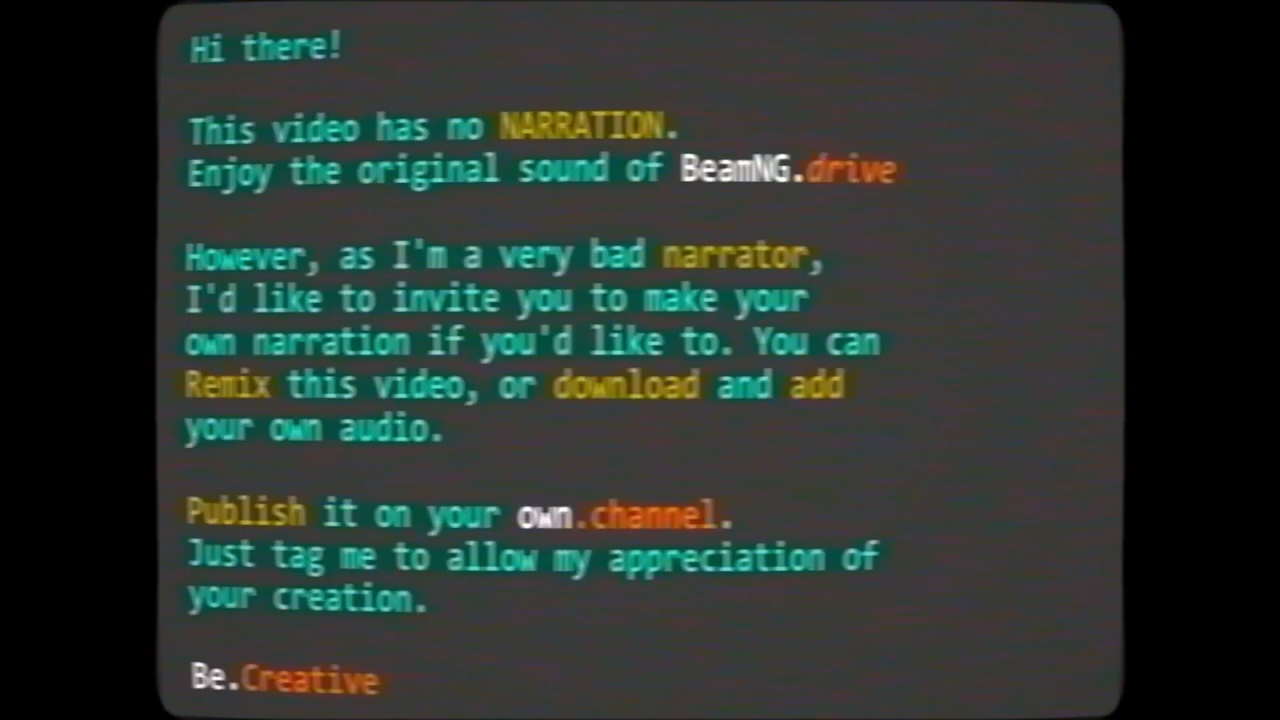 Hi there!
This video has no NARRATION.
Enjoy the original sound of BeamNG.drive
However, as I'm a very bad narrator,
I'd like to invite you to make your
own narration if you'd like to. You can
Remix this video, or download and add
your own audio.
Publish it on your own.channel.
Just tag me to allow my appreciation of
your creation.
Be.Creative